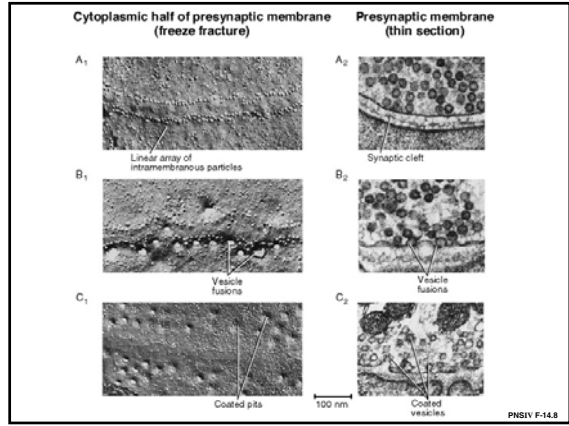 Cytoplasmic half of presynaptic membrane
(freeze fracture)
Presynaptic membrane
(thin section)
A1
A2
Linear array of
intramembranous particles
Synaptic cleft
B1
B2
Vesicle
fusions
Vesicle
fusions
C1
C2
Coated pits
100 nm
Coated
vesicles
PNSIV F-14.8